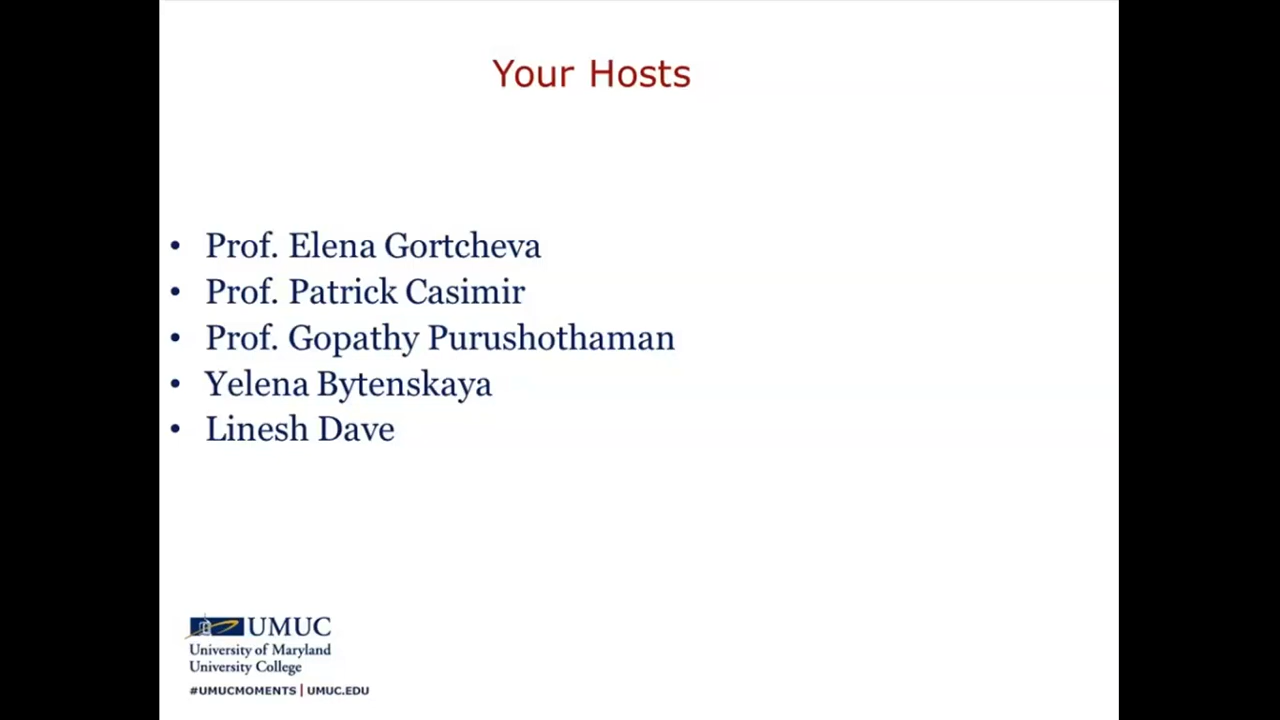 Your Hosts
• Prof. Elena Gortcheva
• Prof. Patrick Casimir
• Prof. Gopathy Purushothaman
• Yelena Bytenskaya
• Linesh Dave
UMUC
University of Maryland
University College
#UMUCMOMENTS | UMUC.EDU